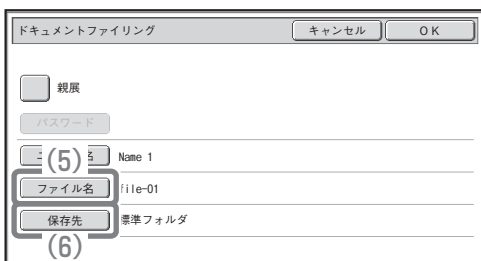 ドキュメントファイリング キャンセル OK
親展
パスワード
(5) 名 Name 1
ファイル名 file-01
保存先 標準フォルダ
(6)